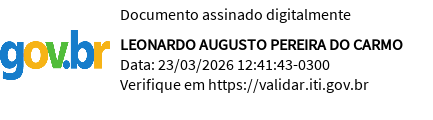 Documento assinado digitalmente
gov.br
LEONARDO AUGUSTO PEREIRA DO CARMO
Data: 23/03/2026 12:41:43-0300
Verifique em https://validar.iti.gov.br